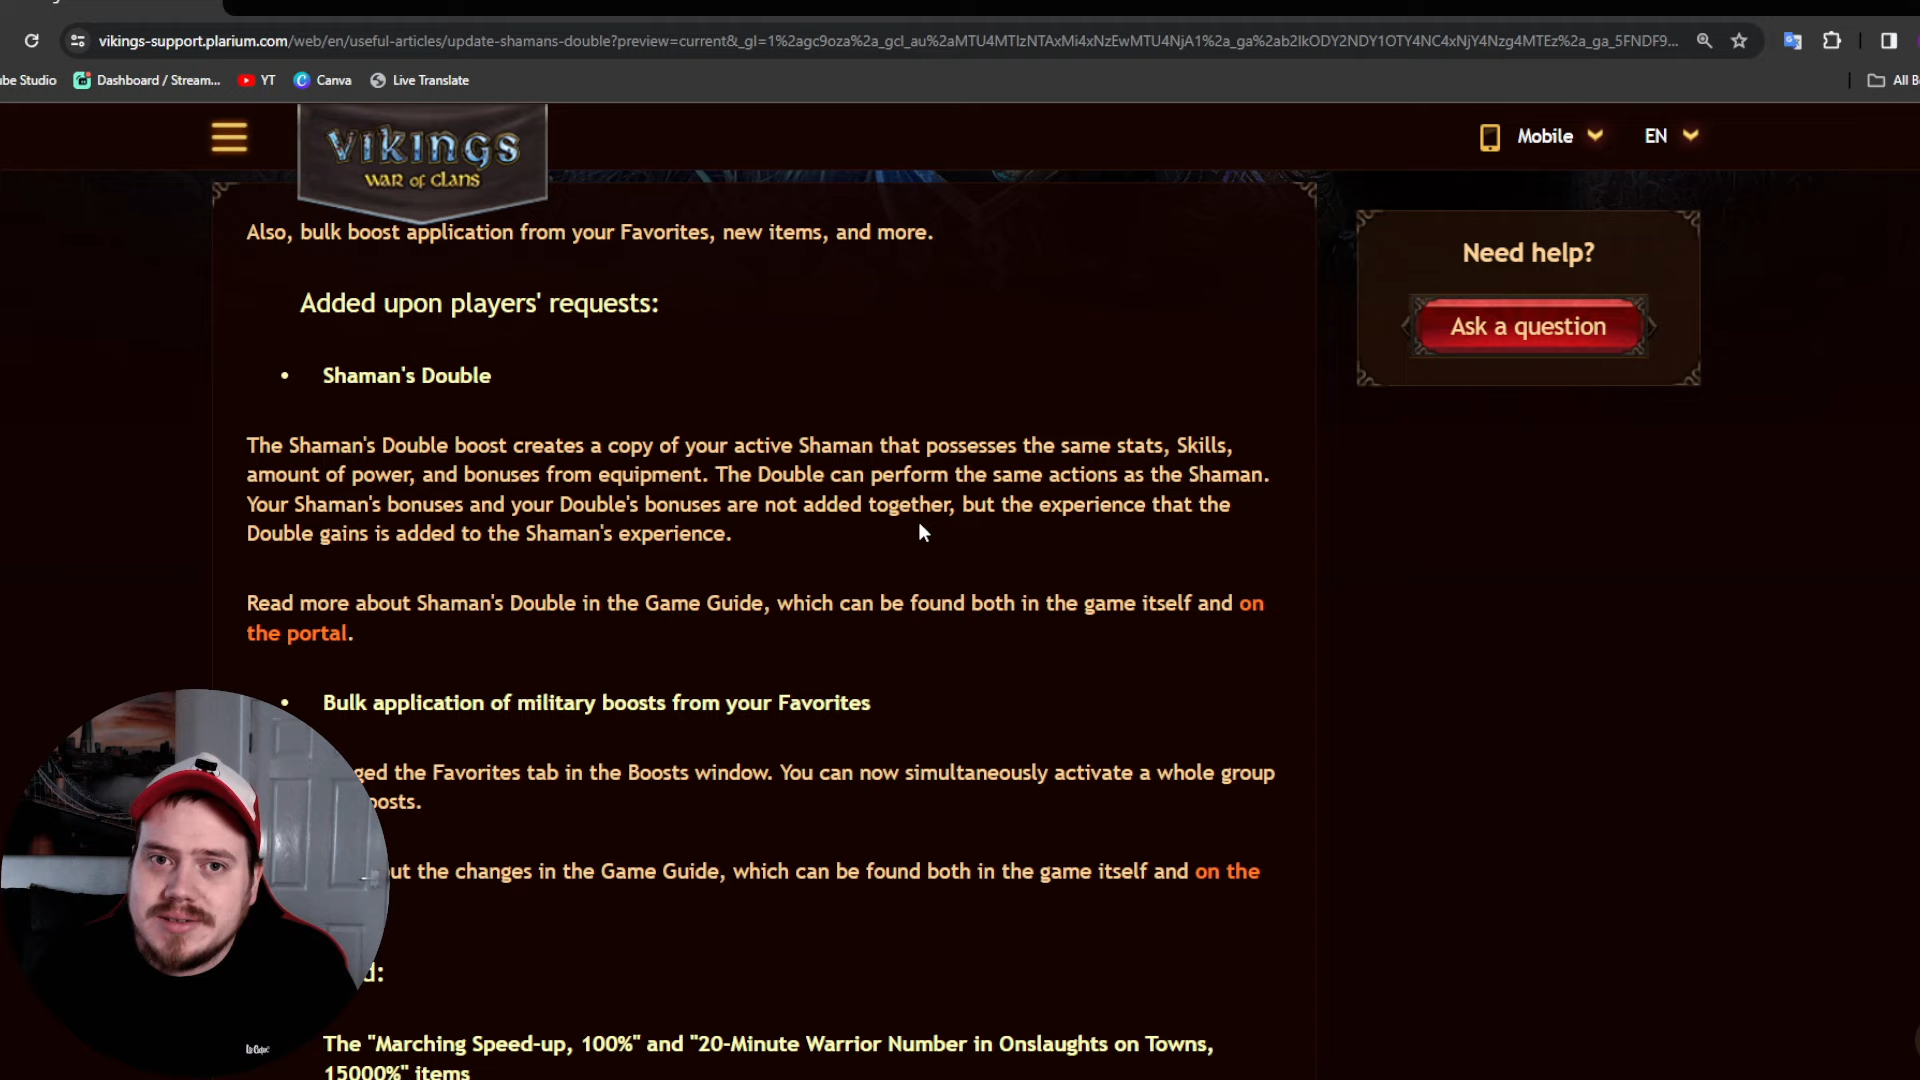 vikings-support.plarium.com/web/en/useful-articles/update-shamans-double?preview=current&_gl=1%2agc9oza%2a_gcl_au%2aMTU4MTIzNTAxMi4xNzEwMTU4NjA1%2a_ga%2ab2lkODY2NDY1OTY4NC4xNjY4Nzg4MTEz%2a_ga_5FNDF9...
be Studio
Dashboard / Stream...
YT
Canva
Live Translate
All B
VIKINGS
WAR OF CLANS
Mobile
EN
Also, bulk boost application from your Favorites, new items, and more.
Need help?
Ask a question
Added upon players' requests:
• Shaman's Double
The Shaman's Double boost creates a copy of your active Shaman that possesses the same stats, Skills,
amount of power, and bonuses from equipment. The Double can perform the same actions as the Shaman.
Your Shaman's bonuses and your Double's bonuses are not added together, but the experience that the
Double gains is added to the Shaman's experience.
Read more about Shaman's Double in the Game Guide, which can be found both in the game itself and on
the portal.
• Bulk application of military boosts from your Favorites
ged the Favorites tab in the Boosts window. You can now simultaneously activate a whole group
oosts.
ut the changes in the Game Guide, which can be found both in the game itself and on the
d:
The "Marching Speed-up, 100%" and "20-Minute Warrior Number in Onslaughts on Towns,
15000%" items